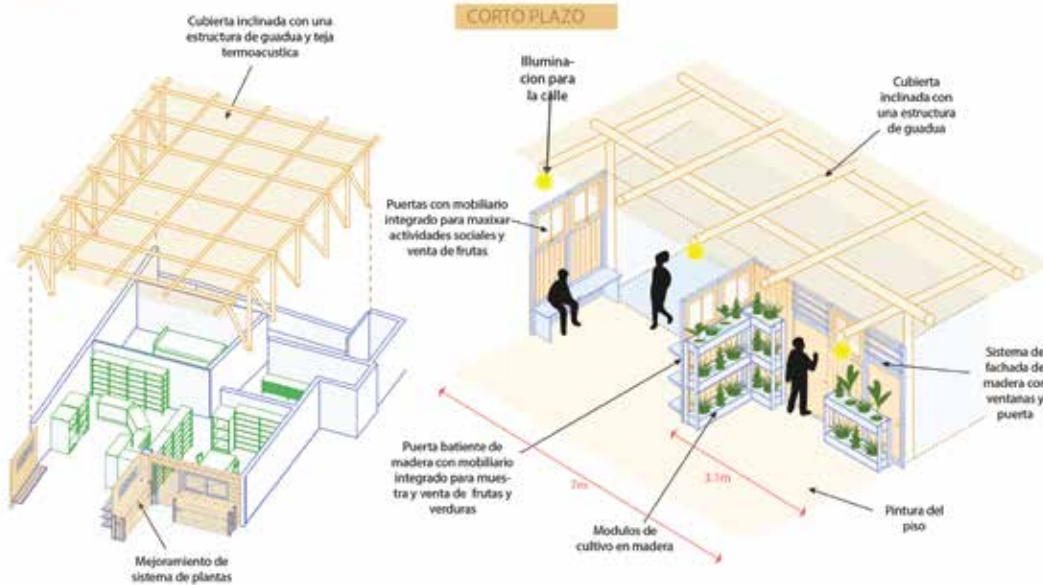 CORTO PLAZO
Cubierta inclinada con una
estructura de guadua y teja
termoacustica
Mejoramiento de
sistema de plantas
Illumina-
cion para
la calle
Cubierta
inclinada con
una estructura
de guadua
Puertas con mobiliario
integrado para maxixar
actividades sociales y
venta de frutas
Sistema de
fachada de
madera con
ventanas y
puerta
Puerta batiente de
madera con mobiliario
integrado para mues-
tra y venta de frutas y
verduras
7m
3.1m
Modulos de
cultivo en madera
Pintura del
piso